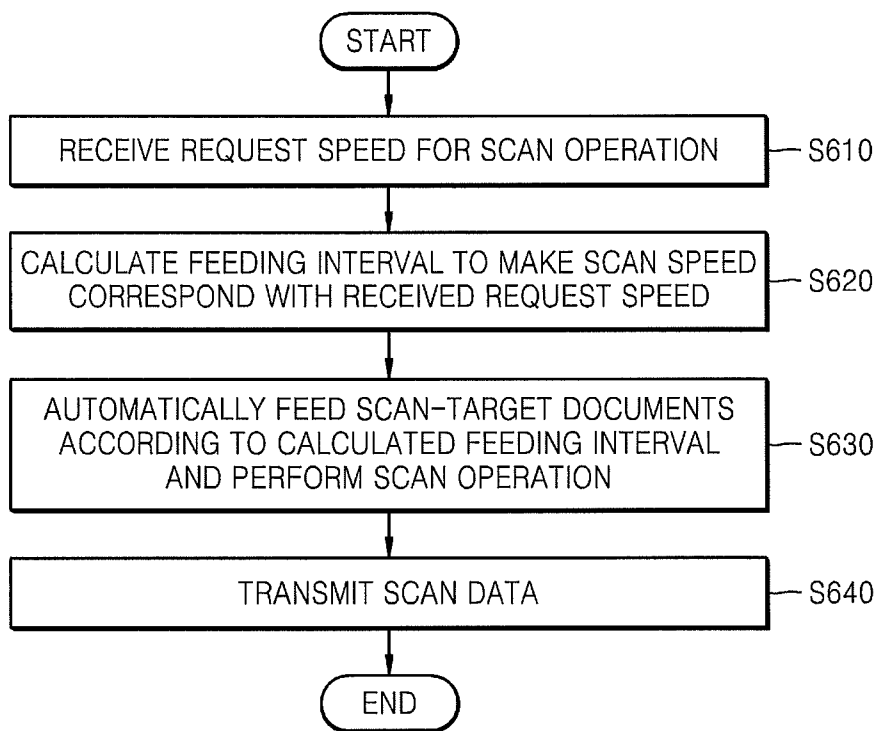 START
RECEIVE REQUEST SPEED FOR SCAN OPERATION
S610
CALCULATE FEEDING INTERVAL TO MAKE SCAN SPEED
CORRESPOND WITH RECEIVED REQUEST SPEED
S620
AUTOMATICALLY FEED SCAN-TARGET DOCUMENTS
ACCORDING TO CALCULATED FEEDING INTERVAL
AND PERFORM SCAN OPERATION
S630
TRANSMIT SCAN DATA
S640
END